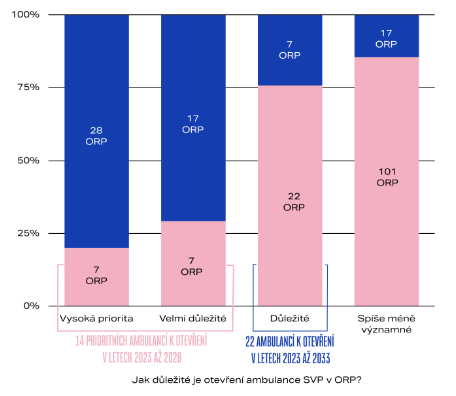 100%
75%
50%
25%
0%
28
ORP
7
ORP
17
ORP
7
ORP
7
ORP
22
ORP
17
ORP
101
ORP
Vysoká priorita
Velmi důležité
Důležité
Spíše méně
významné
14 PRIORITNÍCH AMBULANCÍ K OTEVŘENÍ
V LETECH 2023 AŽ 2028
22 AMBULANCÍ K OTEVŘENÍ
V LETECH 2023 AŽ 2033
Jak důležité je otevření ambulance SVP v ORP?